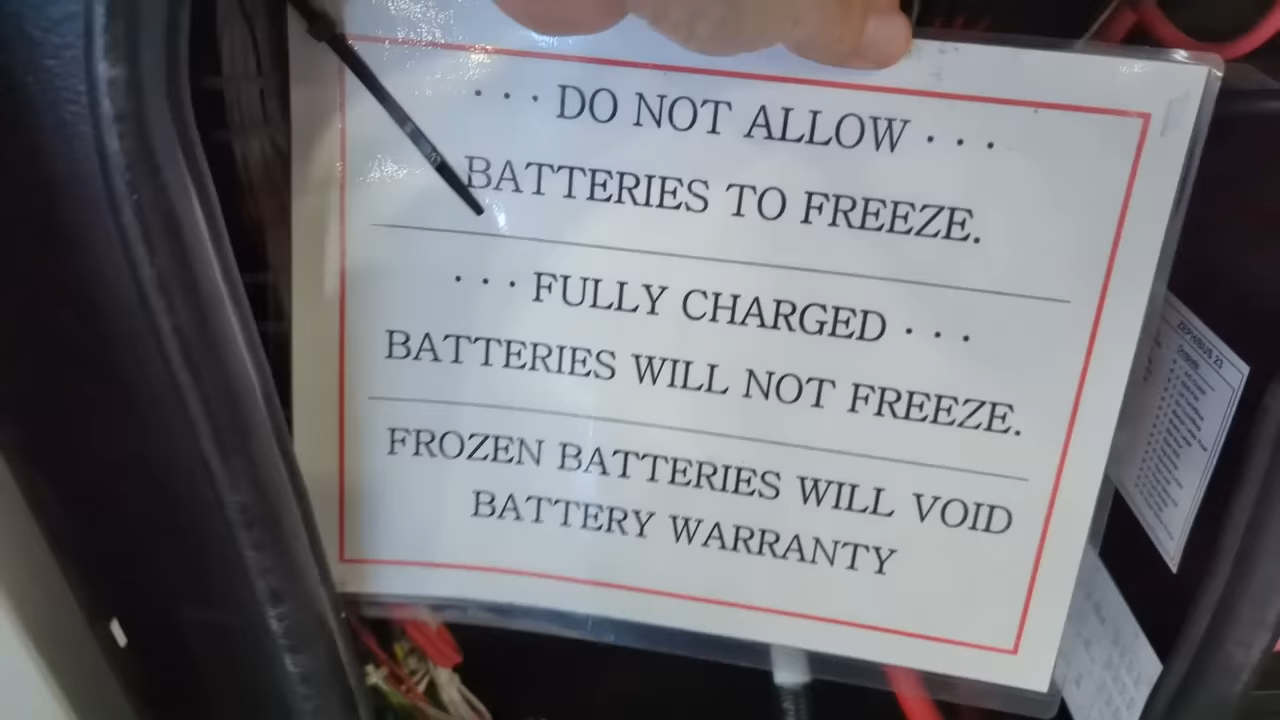 · · · DO NOT ALLOW · · ·
BATTERIES TO FREEZE.
· · · FULLY CHARGED · · ·
BATTERIES WILL NOT FREEZE.
FROZEN BATTERIES WILL VOID
BATTERY WARRANTY